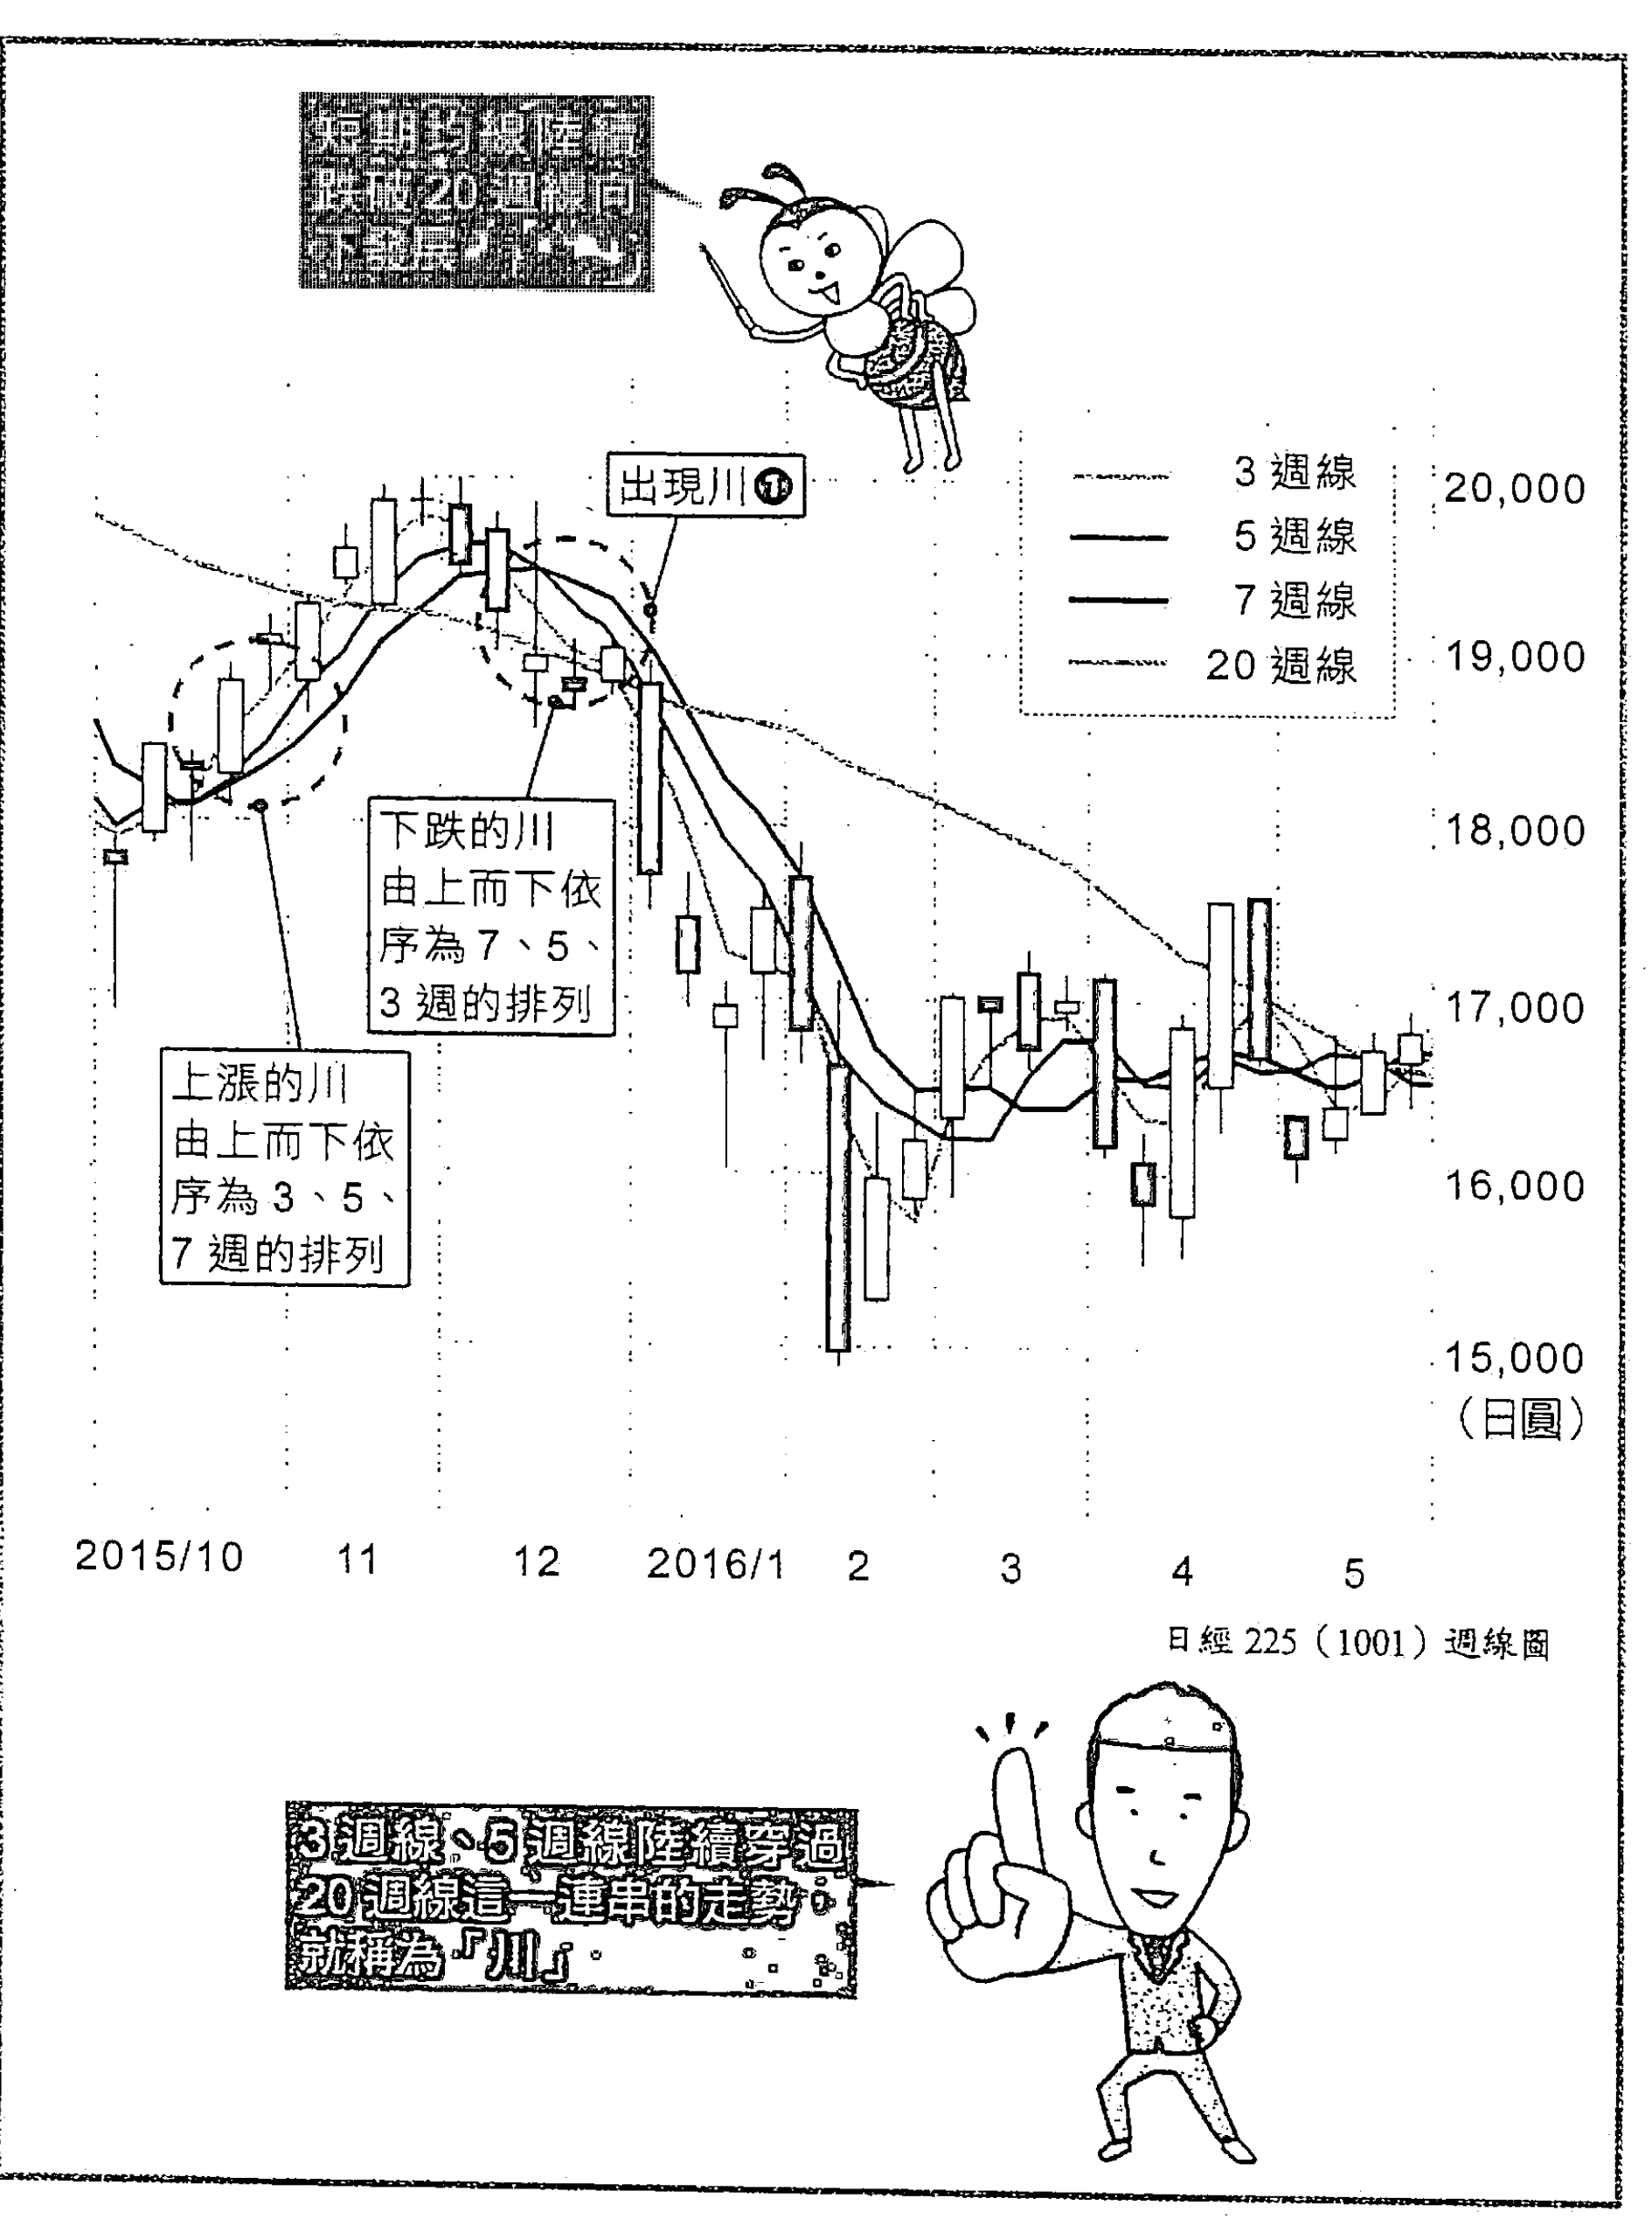 短期均線陸續
跌破 20 週線向
下發展
出現川❶
3 週線
5 週線
7 週線
20 週線
20,000
19,000
18,000
17,000
16,000
15,000
（日圓）
下跌的川
由上而下依
序為 7、5、
3 週的排列
上漲的川
由上而下依
序為 3、5、
7 週的排列
2015/10 11 12 2016/1 2 3 4 5
日經 225（1001）週線圖
3 週線、5 週線陸續穿過
20 週線這一連串的走勢，
就稱為「川」